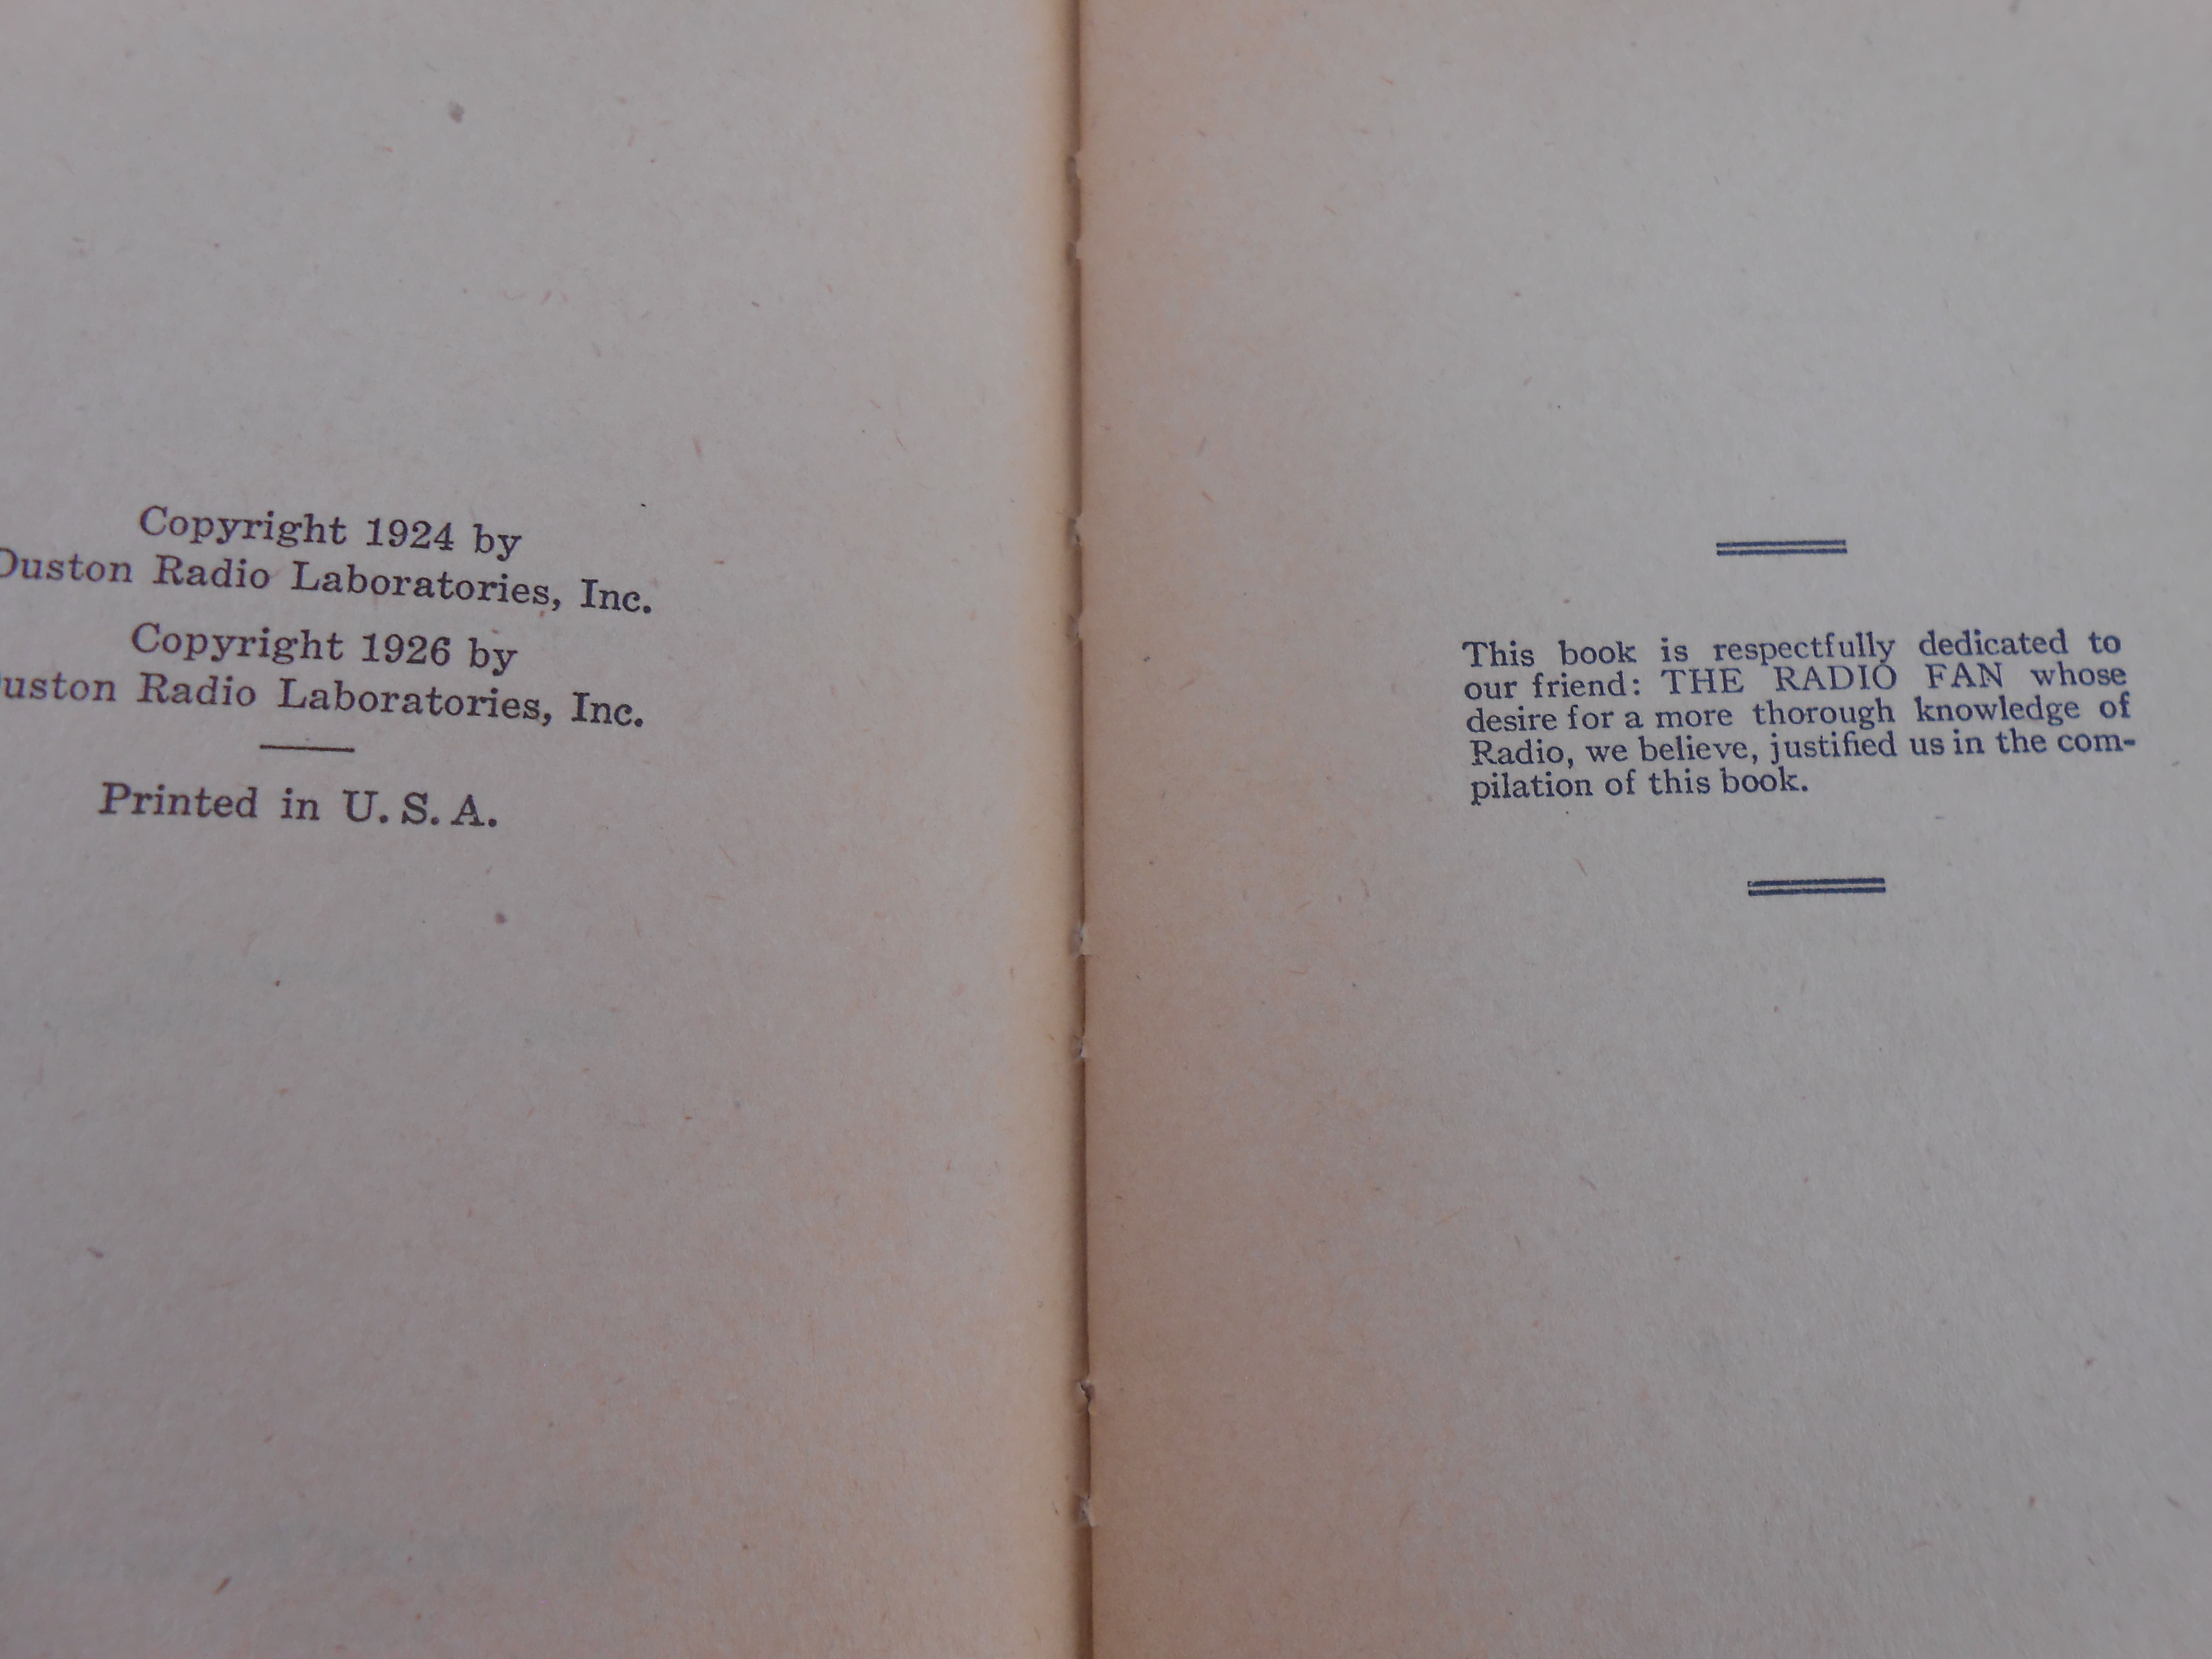 Copyright 1924 by
Duston Radio Laboratories, Inc.
Copyright 1926 by
uston Radio Laboratories, Inc.
Printed in U. S. A.
This book is respectfully dedicated to
our friend: THE RADIO FAN whose
desire for a more thorough knowledge of
Radio, we believe, justified us in the com-
pilation of this book.